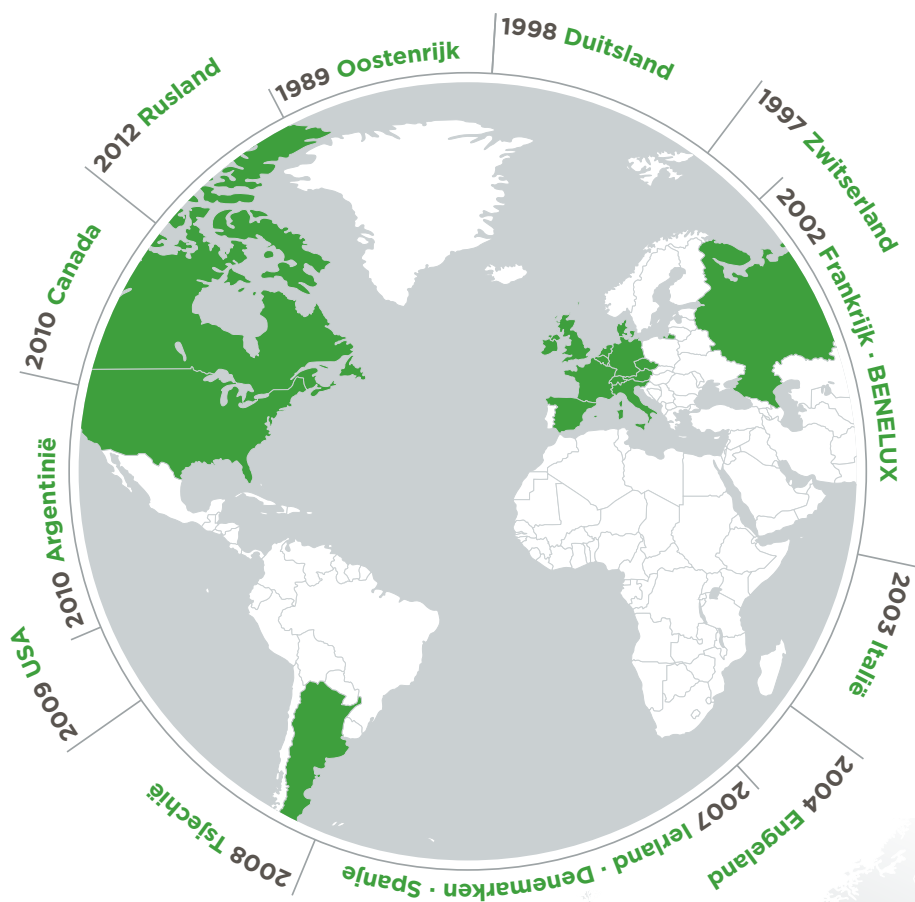 1989 Oostenrijk
1998 Duitsland
1997 Zwitserland
2002 Frankrijk · BENELUX
2003 Italië
2004 Engeland
2007 Ierland · Denemarken · Spanje
2008 Tsjechië
2009 USA
2010 Argentinië
2010 Canada
2012 Rusland